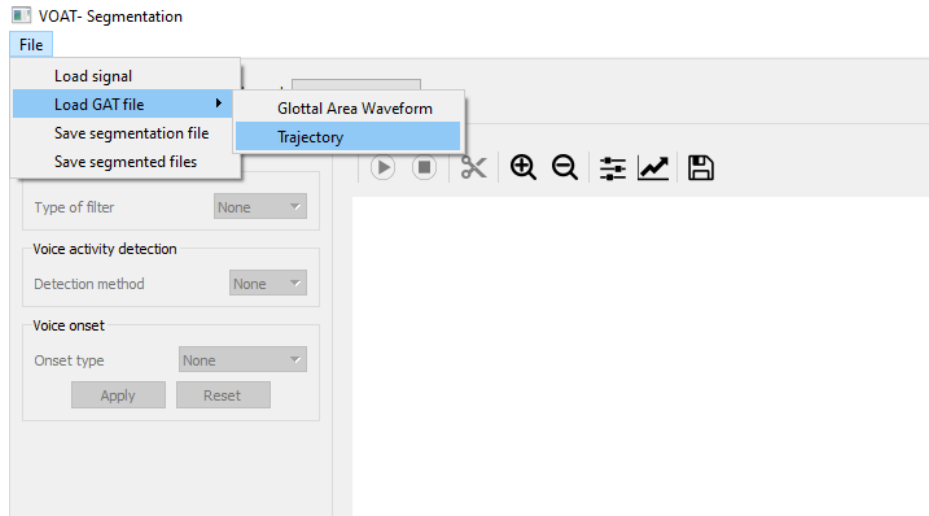 VOAT- Segmentation
File
Load signal
Load GAT file
Glottal Area Waveform
Save segmentation file
Trajectory
Save segmented files
Type of filter
None
Voice activity detection
Detection method
None
Voice onset
Onset type
None
Apply
Reset